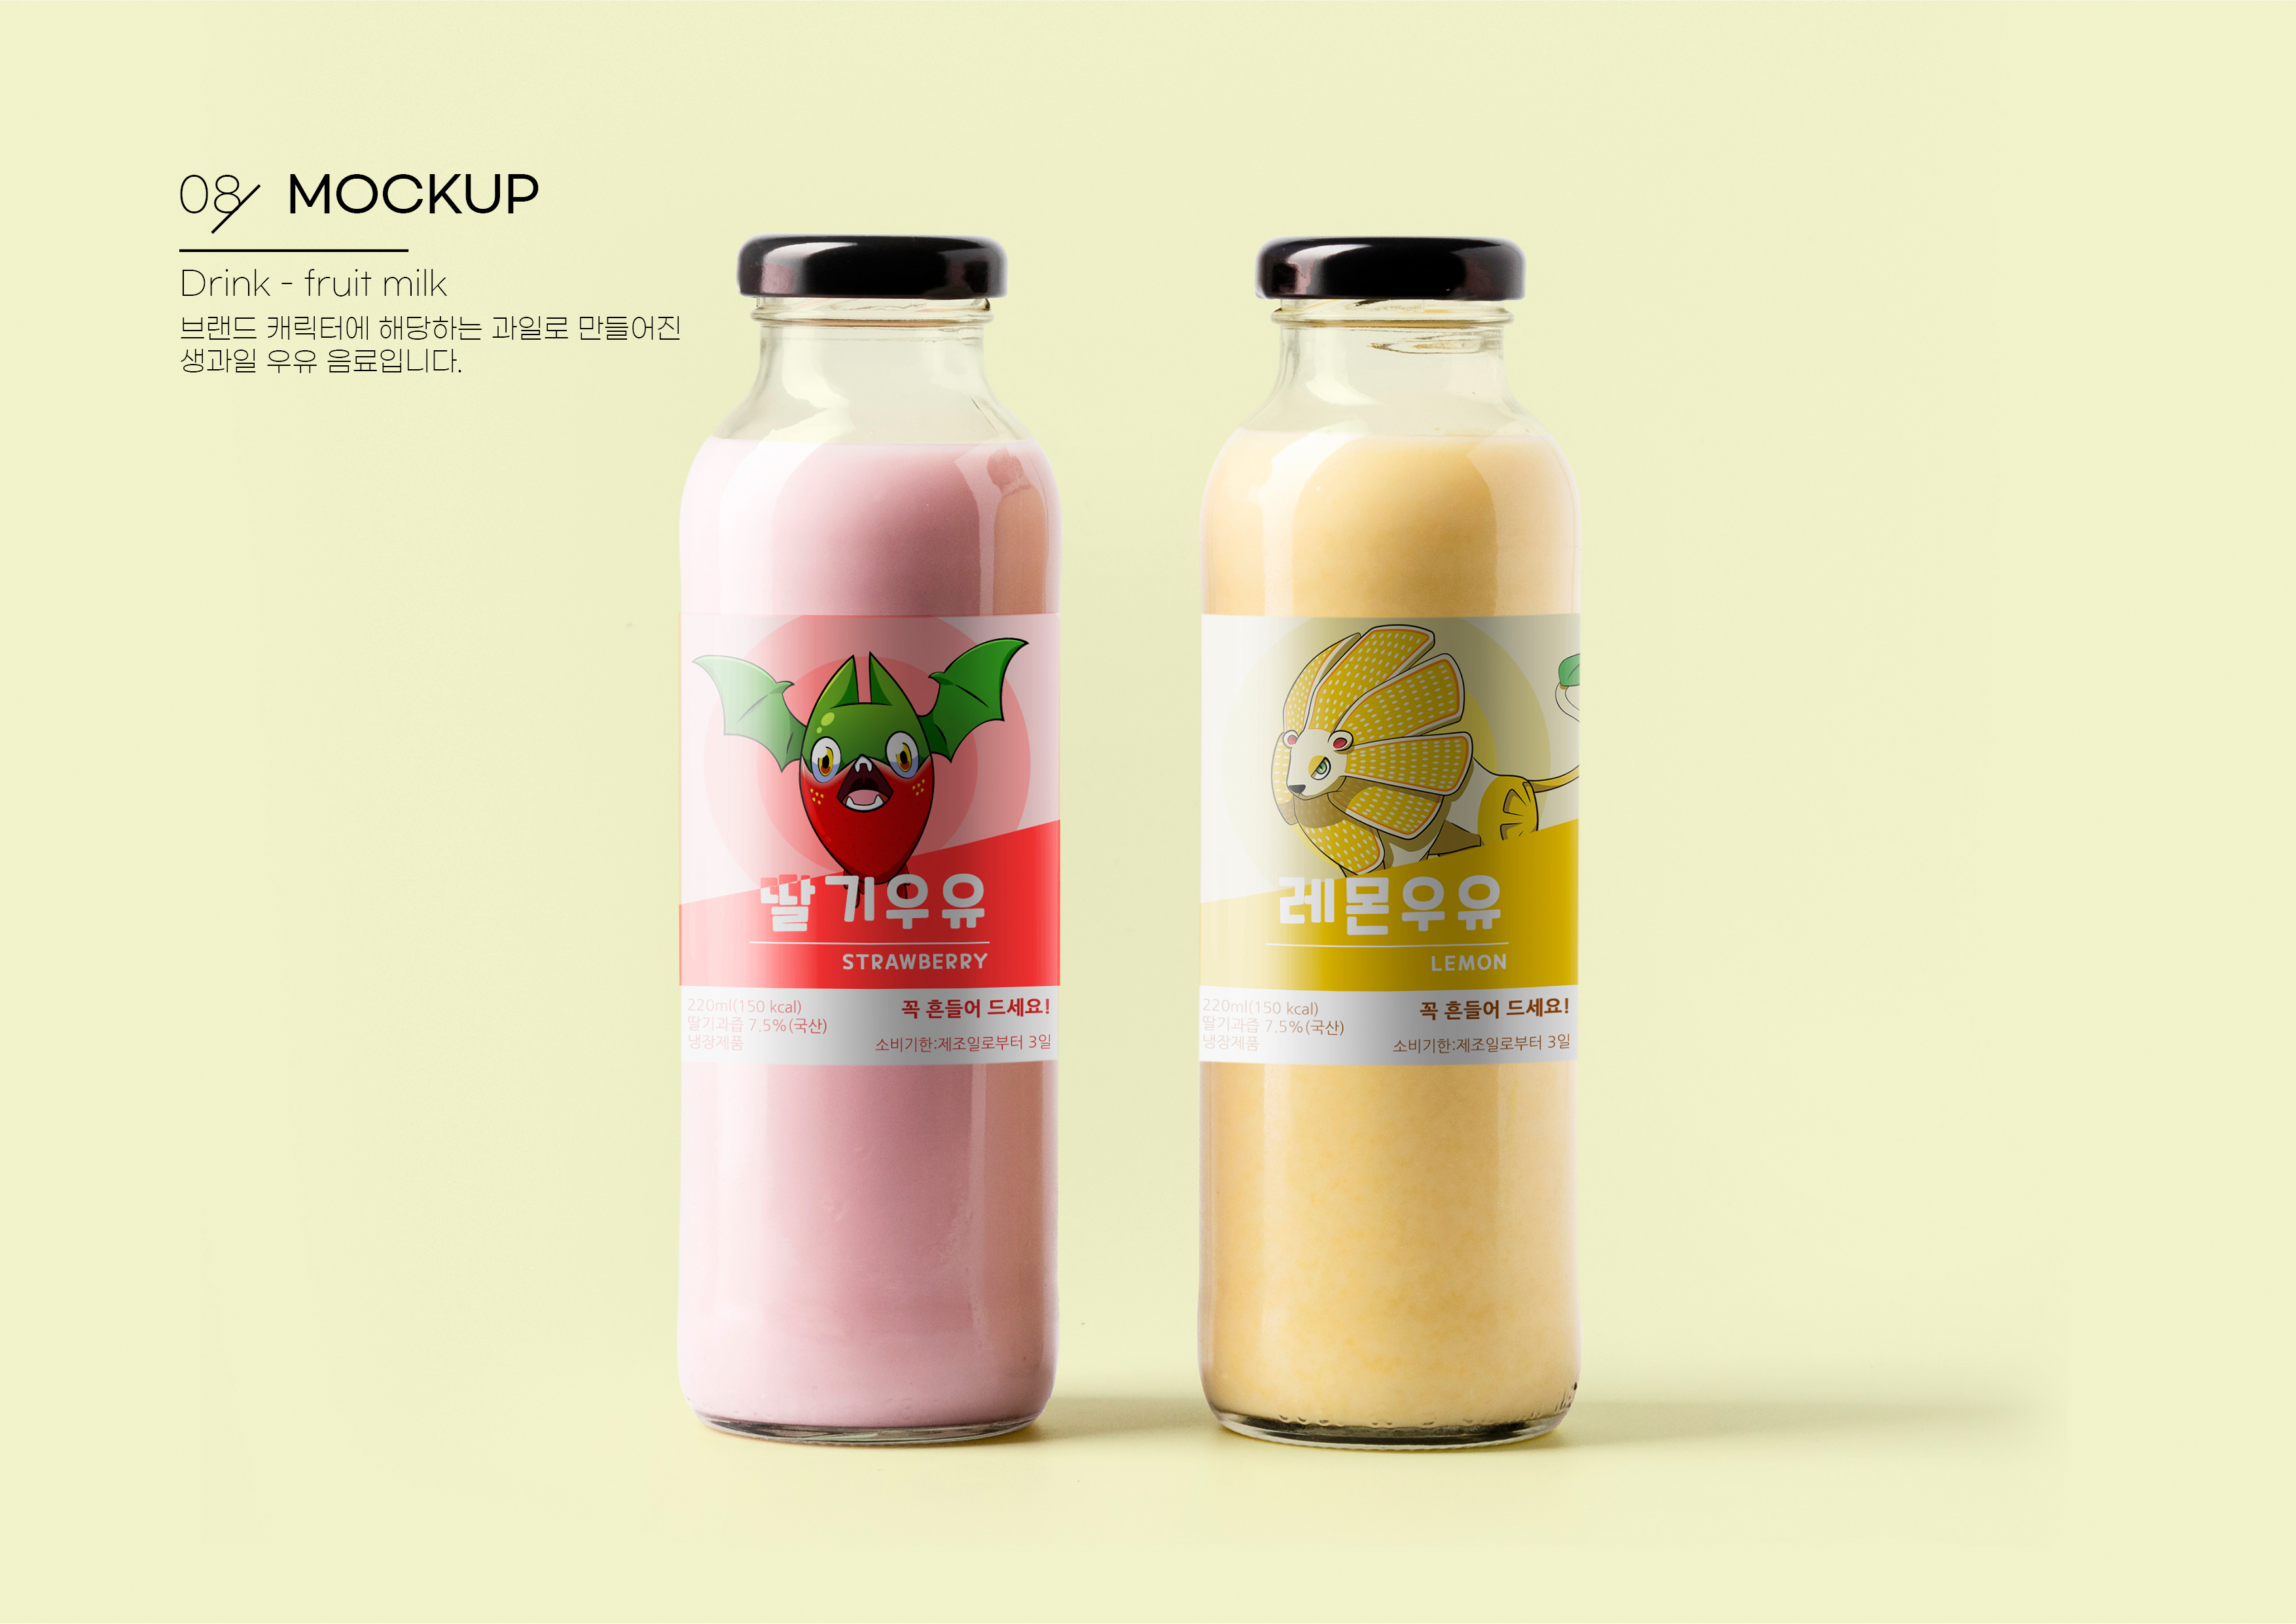 08 MOCKUP
Drink - fruit milk
브랜드 캐릭터에 해당하는 과일로 만들어진
생과일 우유 음료입니다.
딸기우유
STRAWBERRY
220ml(150 kcal)
딸기과즙 7.5%(국산)
냉장제품
꼭 흔들어 드세요!
소비기한:제조일로부터 3일
레몬우유
LEMON
220ml(150 kcal)
딸기과즙 7.5%(국산)
냉장제품
꼭 흔들어 드세요!
소비기한:제조일로부터 3일